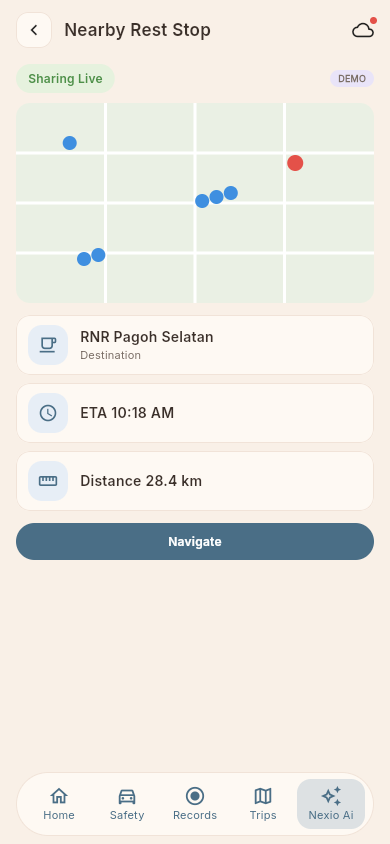 Nearby Rest Stop
Sharing Live
DEMO
RNR Pagoh Selatan
Destination
ETA 10:18 AM
Distance 28.4 km
Navigate
Home
Safety
Records
Trips
Nexio Ai